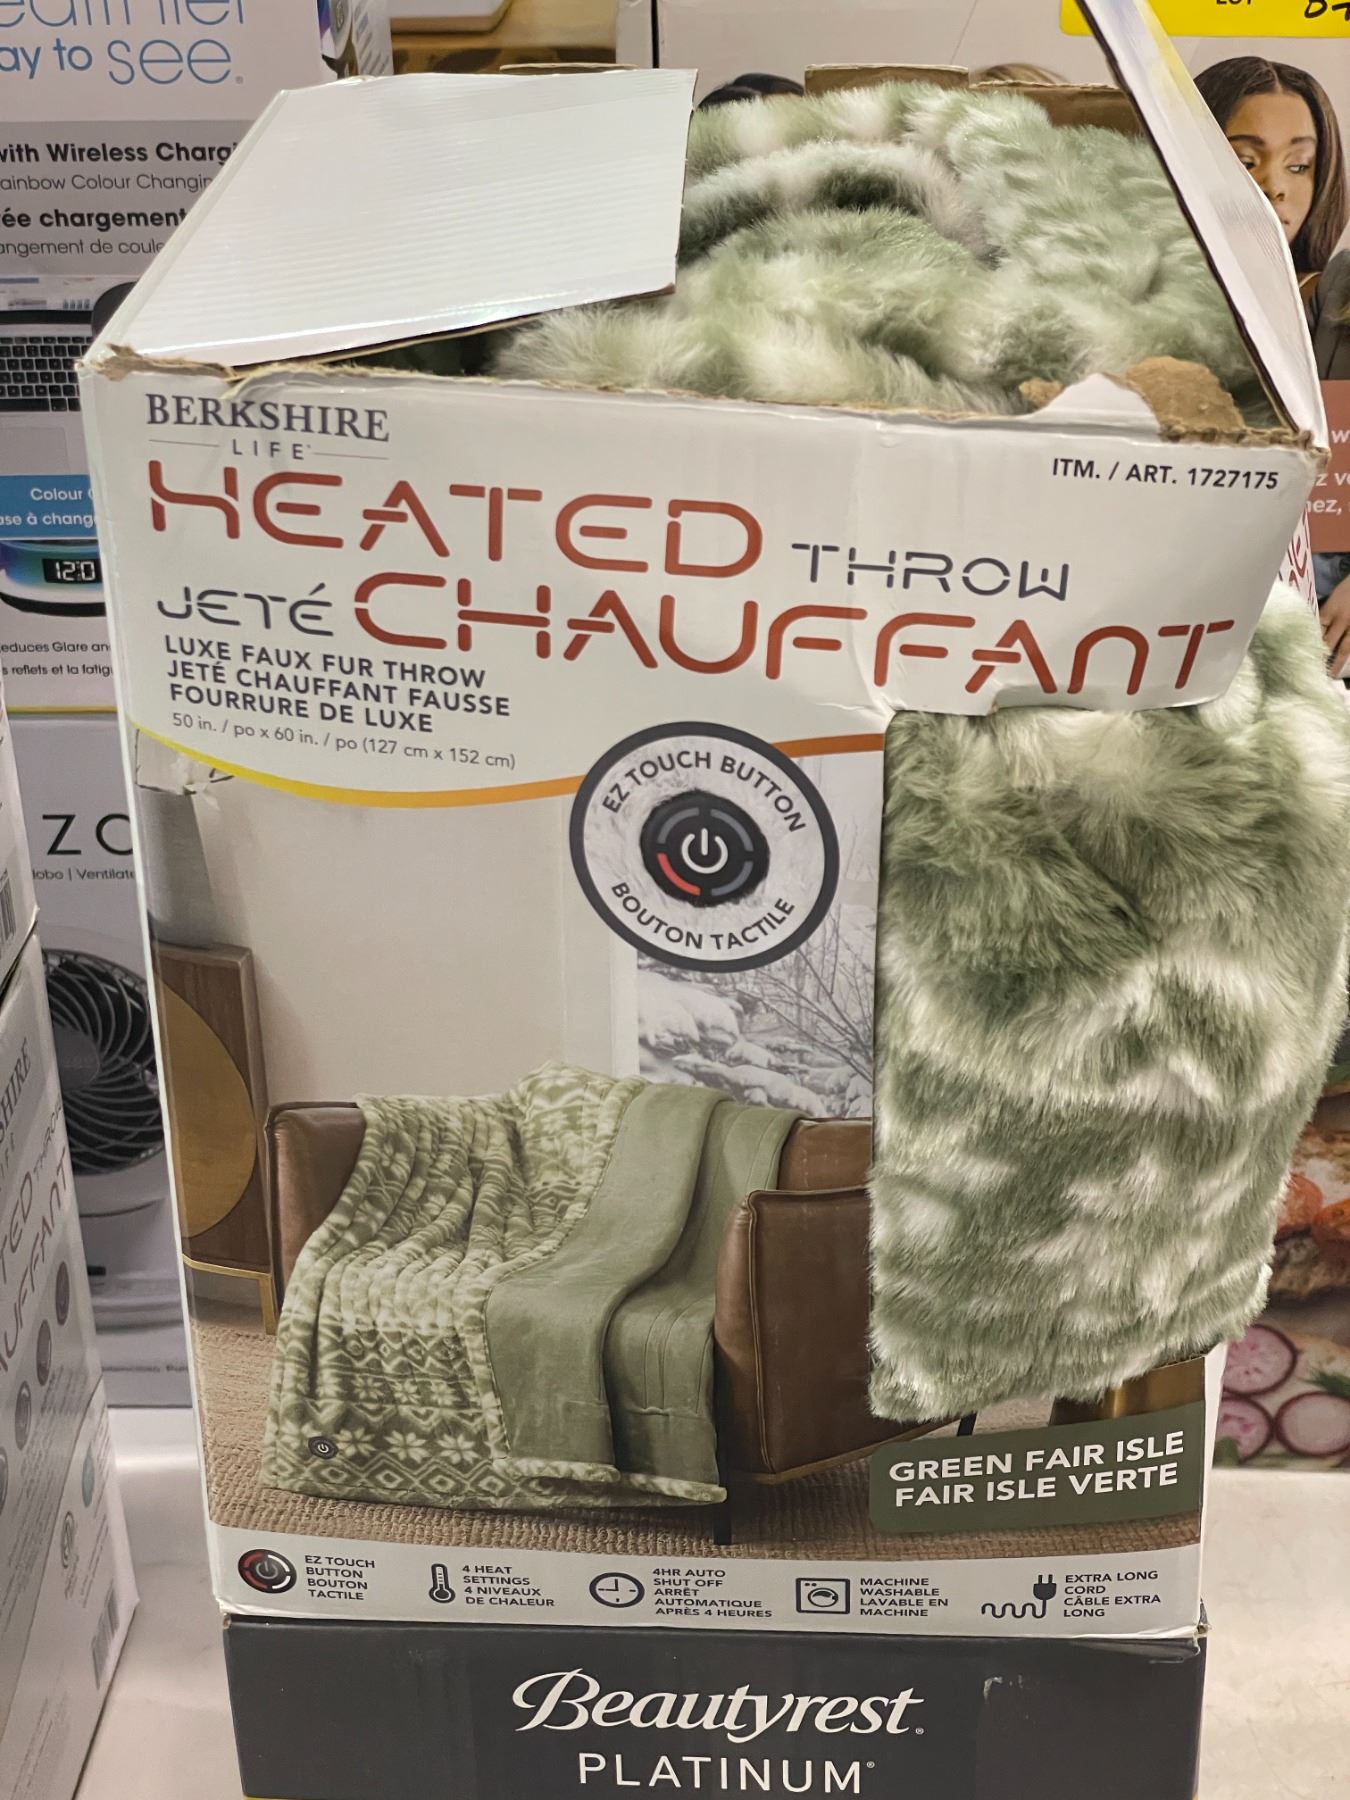 ay to see.
with Wireless
ée chargement
Colour
12:0
BERKSHIRE
LIFE
ITM. / ART. 1727175
HEATED THROW
JETÉ CHAUFFANT
LUXE FAUX FUR THROW
JETÉ CHAUFFANT FAUSSE
FOURRURE DE LUXE
50 in. / po x 60 in. / po (127 cm x 152 cm)
EZ TOUCH BUTTON
BOUTON TACTILE
GREEN FAIR ISLE
FAIR ISLE VERTE
EZ TOUCH
BUTTON
BOUTON
TACTILE
4 HEAT
SETTINGS
4 NIVEAUX
DE CHALEUR
4HR AUTO
SHUT OFF
ARRÊT
AUTOMATIQUE
APRÈS 4 HEURES
MACHINE
WASHABLE
LAVABLE EN
MACHINE
EXTRA LONG
CORD
CÂBLE EXTRA
LONG
Beautyrest®
PLATINUM®